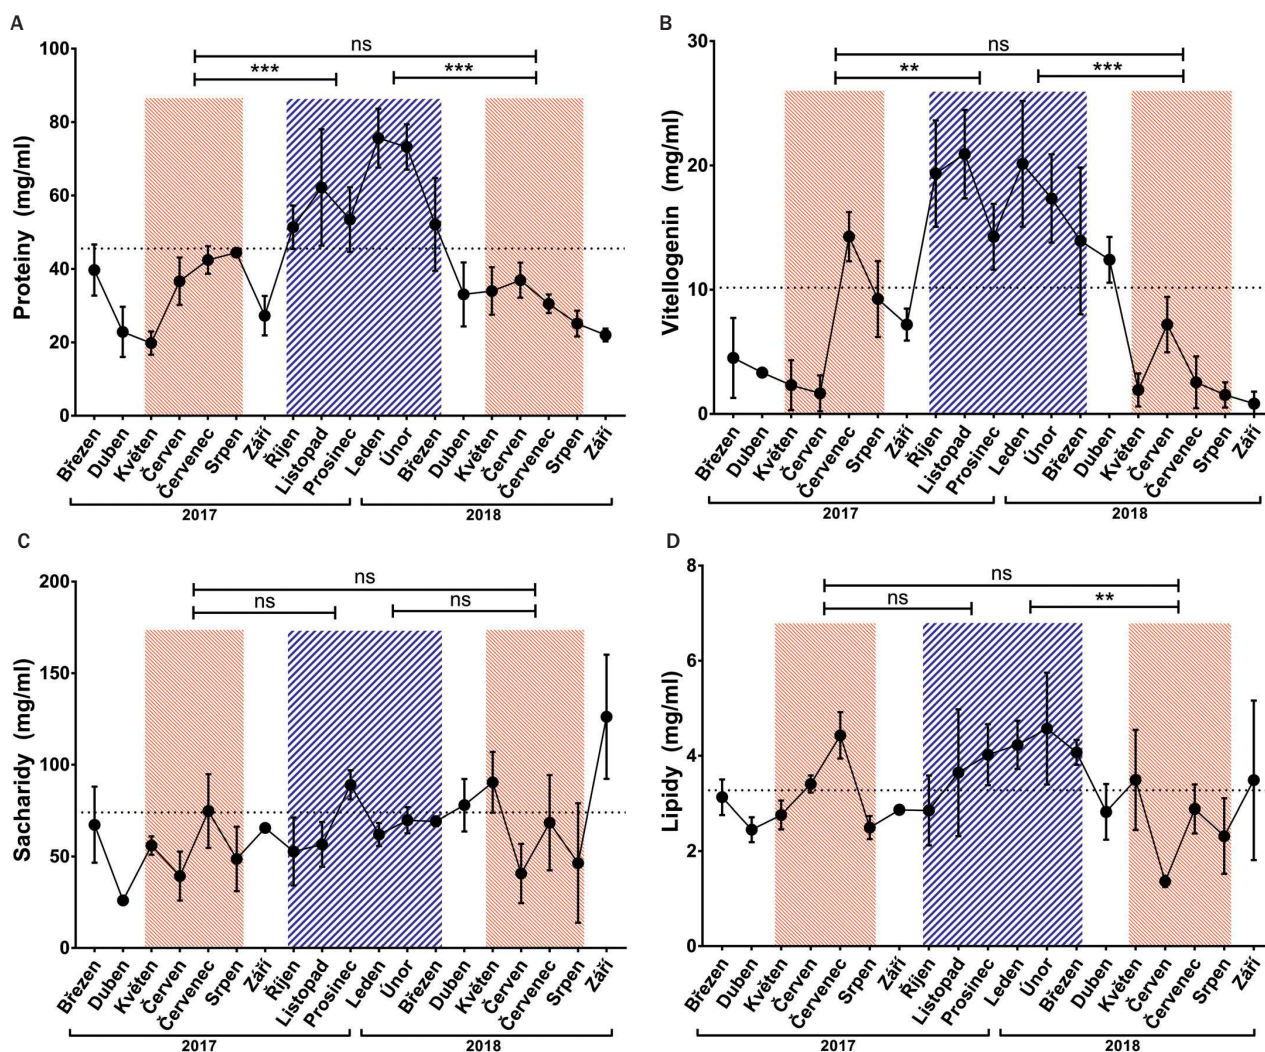 A
Proteiny (mg/ml)
100
80
60
40
20
0
ns
***
***
Březen
Duben
Květen
Červen
Červenec
Srpen
Září
Říjen
Listopad
Prosinec
Leden
Únor
Březen
Duben
Květen
Červen
Červenec
Srpen
Září
2017
2018
B
Vitellogenin (mg/ml)
30
20
10
0
ns
**
***
Březen
Duben
Květen
Červen
Červenec
Srpen
Září
Říjen
Listopad
Prosinec
Leden
Únor
Březen
Duben
Květen
Červen
Červenec
Srpen
Září
2017
2018
C
Sacharidy (mg/ml)
200
150
100
50
0
ns
ns
ns
Březen
Duben
Květen
Červen
Červenec
Srpen
Září
Říjen
Listopad
Prosinec
Leden
Únor
Březen
Duben
Květen
Červen
Červenec
Srpen
Září
2017
2018
D
Lipidy (mg/ml)
8
6
4
2
0
ns
ns
**
Březen
Duben
Květen
Červen
Červenec
Srpen
Září
Říjen
Listopad
Prosinec
Leden
Únor
Březen
Duben
Květen
Červen
Červenec
Srpen
Září
2017
2018